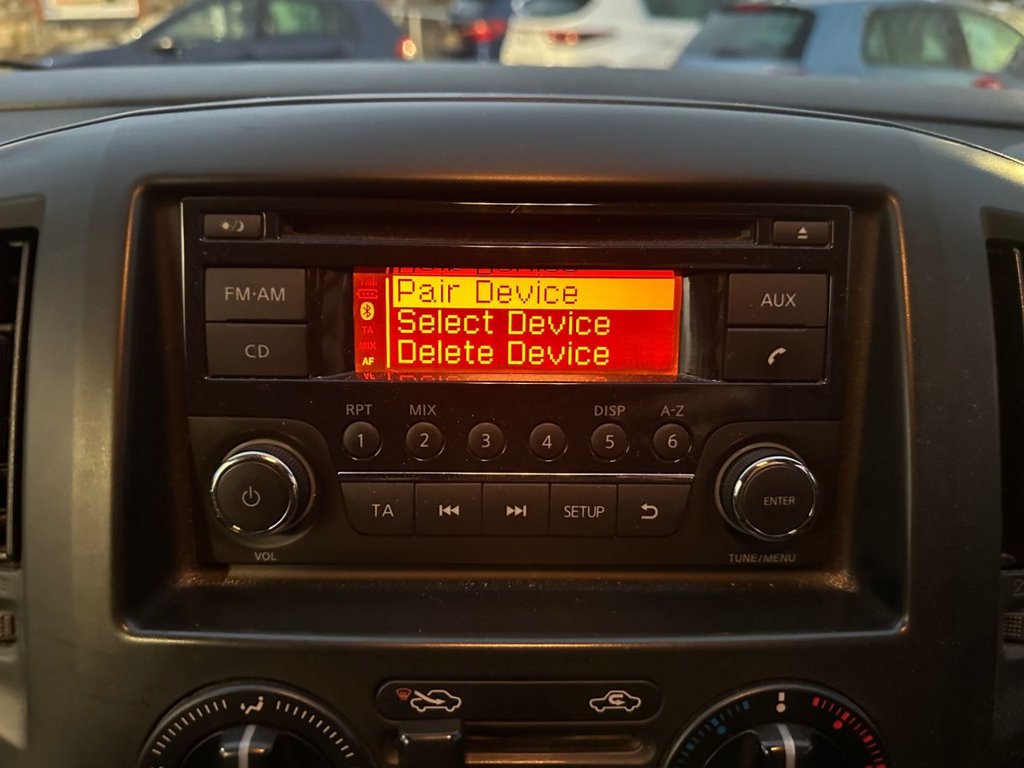 FM·AM
CD
Pair Device
Select Device
Delete Device
TA
MIX
AF
AUX
RPT
MIX
DISP
A-Z
1
2
3
4
5
6
TA
SETUP
ENTER
VOL
TUNE/MENU